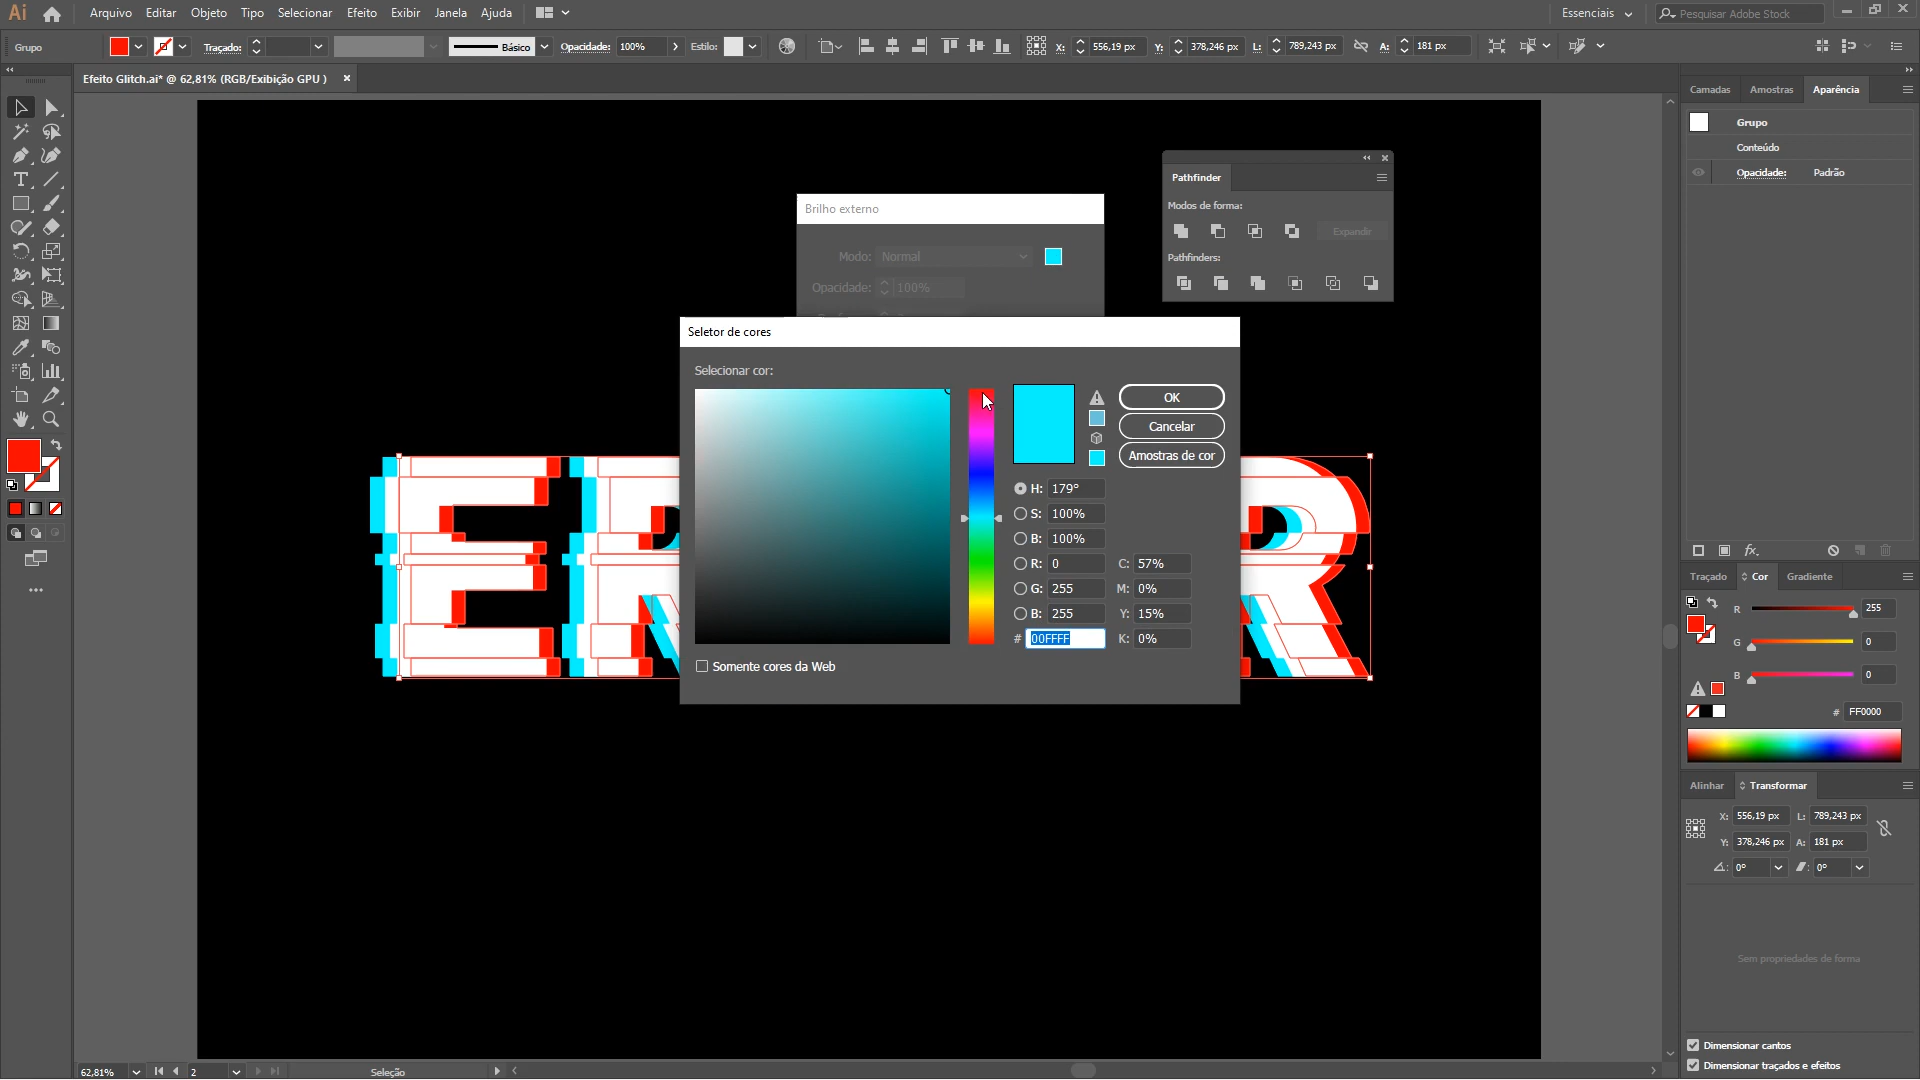 Ai Arquivo Editar Objeto Tipo Selecionar Efeito Exibir Janela Ajuda Essenciais Pesquisar Adobe Stock
Grupo Traçado: Básico Opacidade: 100% Estilo: X: 556,19 px Y: 378,246 px L: 789,243 px A: 181 px
Efeito Glitch.ai* @ 62,81% (RGB/Exibição GPU )
Camadas Amostras Aparência
Grupo
Conteúdo
Opacidade: Padrão
Pathfinder
Modos de forma:
Expandir
Pathfinders:
Brilho externo
Modo: Normal
Opacidade: 100%
Seletor de cores
Selecionar cor:
OK
Cancelar
Amostras de cor
H: 179°
S: 100%
B: 100%
R: 0 C: 57%
G: 255 M: 0%
B: 255 Y: 15%
# 00FFFF K: 0%
Somente cores da Web
ER R
fx.
Traçado Cor Gradiente
R 255
G 0
B 0
# FF0000
Alinhar Transformar
X: 556,19 px L: 789,243 px
Y: 378,246 px A: 181 px
0° 0°
Sem propriedades de forma
Dimensionar cantos
Dimensionar traçados e efeitos
62,81% 2 Seleção